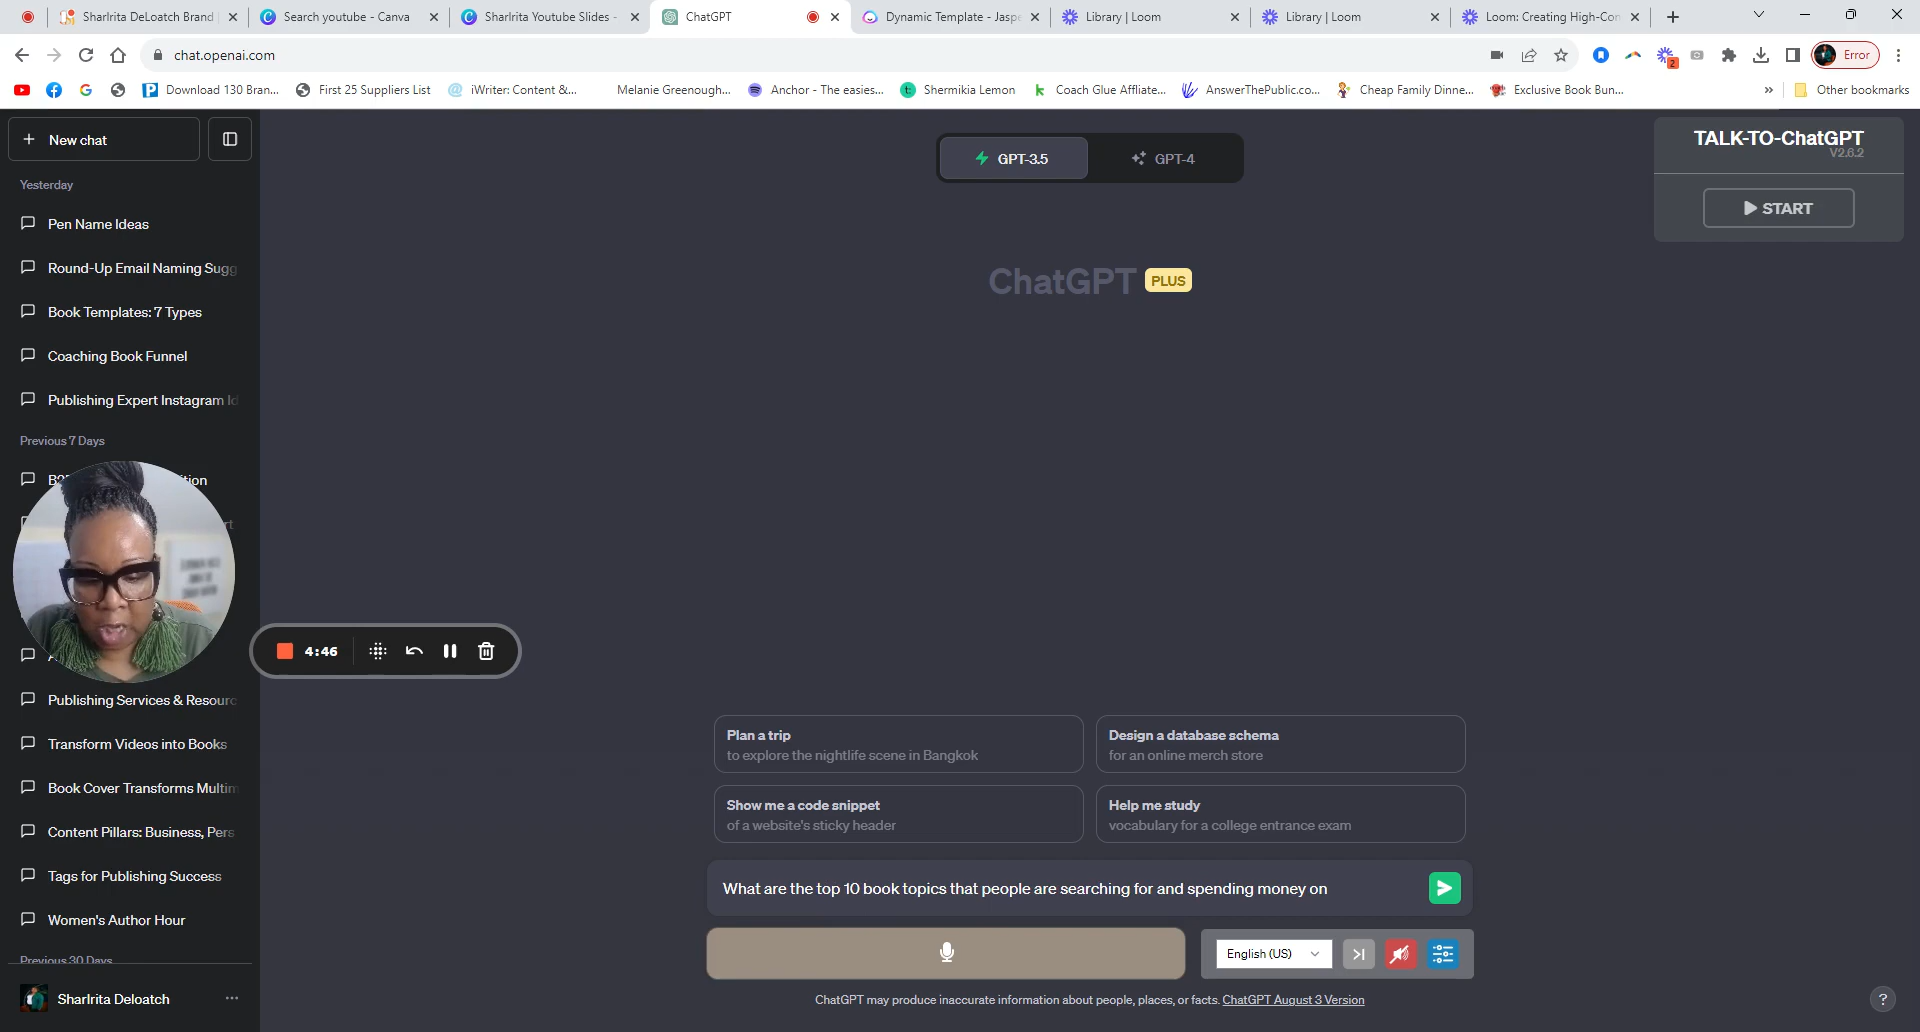 SharIrita DeLoatch Brand
Search youtube - Canva
SharIrita Youtube Slides -
ChatGPT
Dynamic Template - Jaspe
Library | Loom
Library | Loom
Loom: Creating High-Con
chat.openai.com
2
Error
Download 130 Bran...
First 25 Suppliers List
iWriter: Content &...
Melanie Greenough...
Anchor - The easies...
Shermikia Lemon
Coach Glue Affliate...
AnswerThePublic.co...
Cheap Family Dinne...
Exclusive Book Bun...
»
Other bookmarks
New chat
Yesterday
Pen Name Ideas
Round-Up Email Naming Sugg
Book Templates: 7 Types
Coaching Book Funnel
Publishing Expert Instagram Id
Previous 7 Days
Publishing Services & Resourc
Transform Videos into Books
Book Cover Transforms Multim
Content Pillars: Business, Pers
Tags for Publishing Success
Women's Author Hour
Previous 30 Days
SharIrita Deloatch
4:46
GPT-3.5
GPT-4
ChatGPT PLUS
TALK-TO-ChatGPT
V2.6.2
START
Plan a trip
to explore the nightlife scene in Bangkok
Design a database schema
for an online merch store
Show me a code snippet
of a website's sticky header
Help me study
vocabulary for a college entrance exam
What are the top 10 book topics that people are searching for and spending money on
English (US)
ChatGPT may produce inaccurate information about people, places, or facts. ChatGPT August 3 Version
?